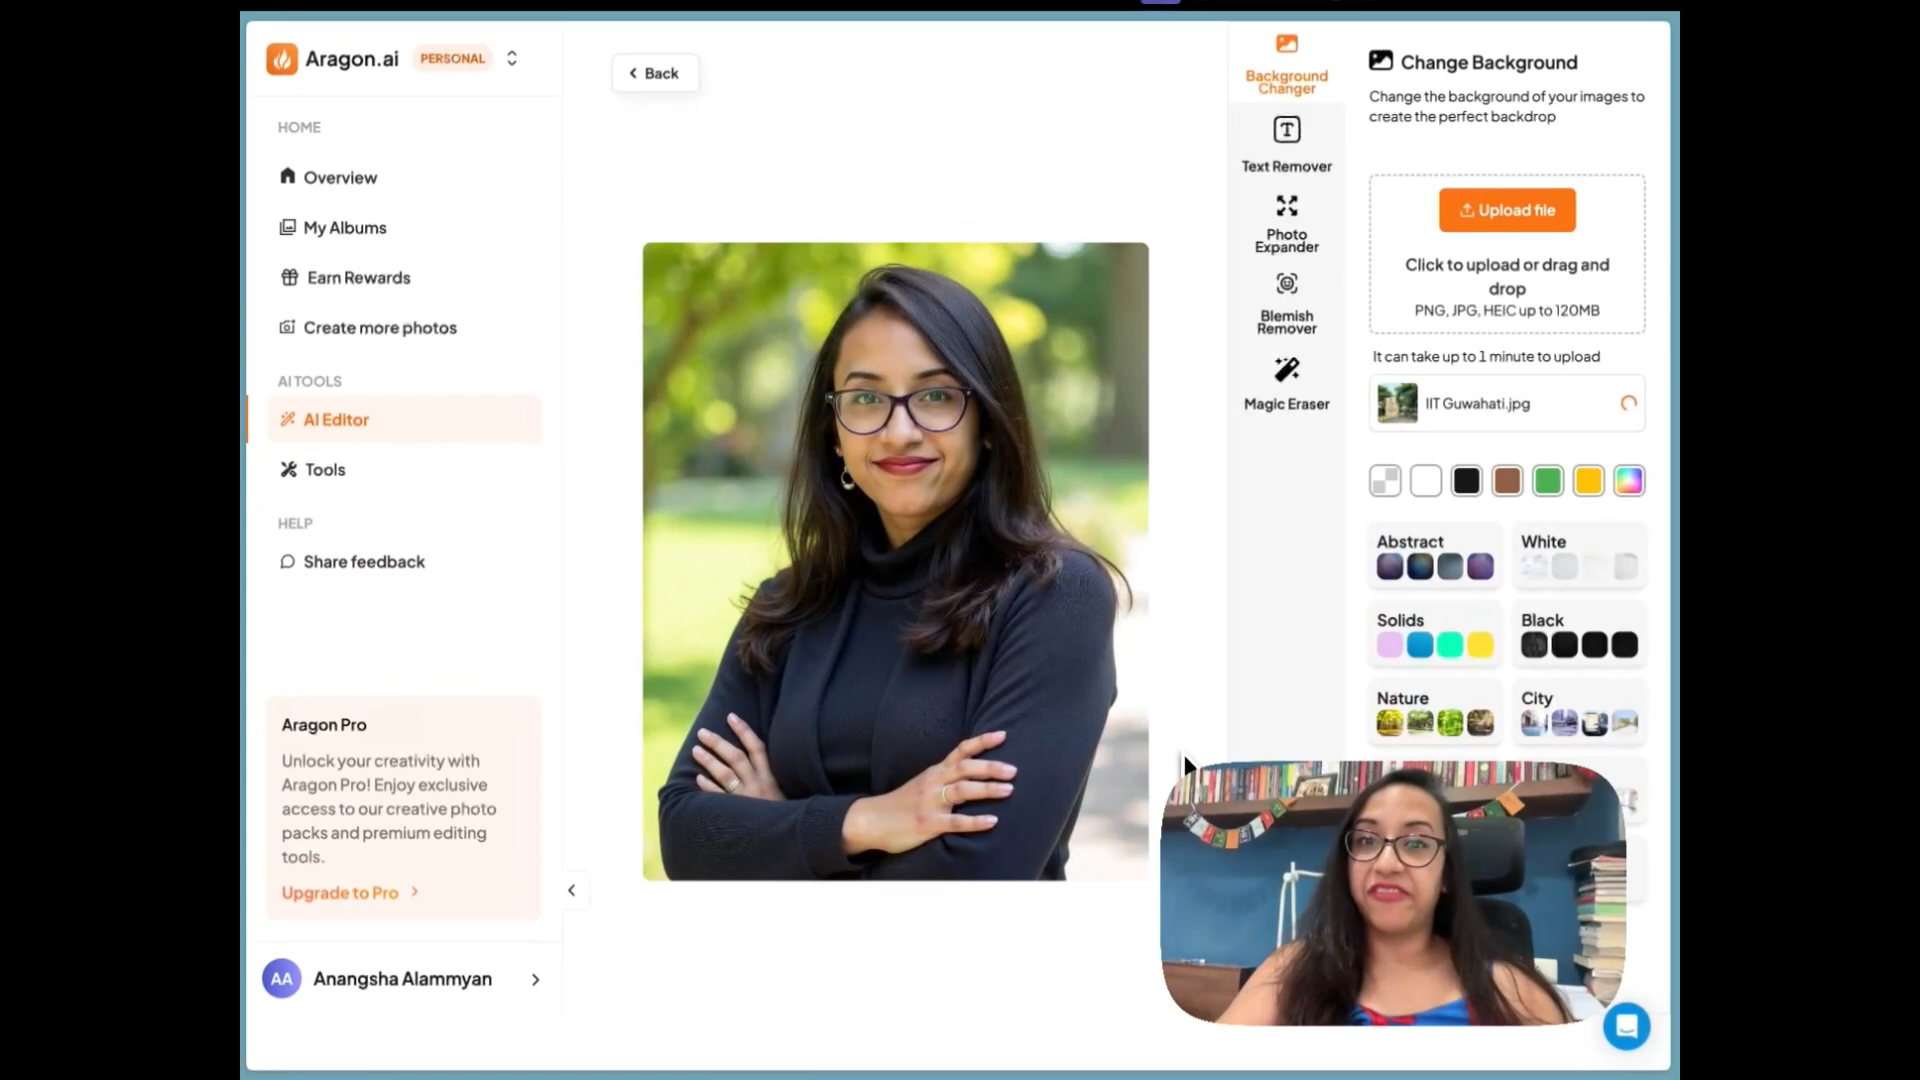 Aragon.ai PERSONAL
HOME
Overview
My Albums
Earn Rewards
Create more photos
AI TOOLS
AI Editor
Tools
HELP
Share feedback
Aragon Pro
Unlock your creativity with
Aragon Pro! Enjoy exclusive
access to our creative photo
packs and premium editing
tools.
Upgrade to Pro
AA Anangsha Alammyan
Back
Background
Changer
Text Remover
Photo
Expander
Blemish
Remover
Magic Eraser
Change Background
Change the background of your images to
create the perfect backdrop
Upload file
Click to upload or drag and
drop
PNG, JPG, HEIC up to 120MB
It can take up to 1 minute to upload
IIT Guwahati.jpg
Abstract
White
Solids
Black
Nature
City